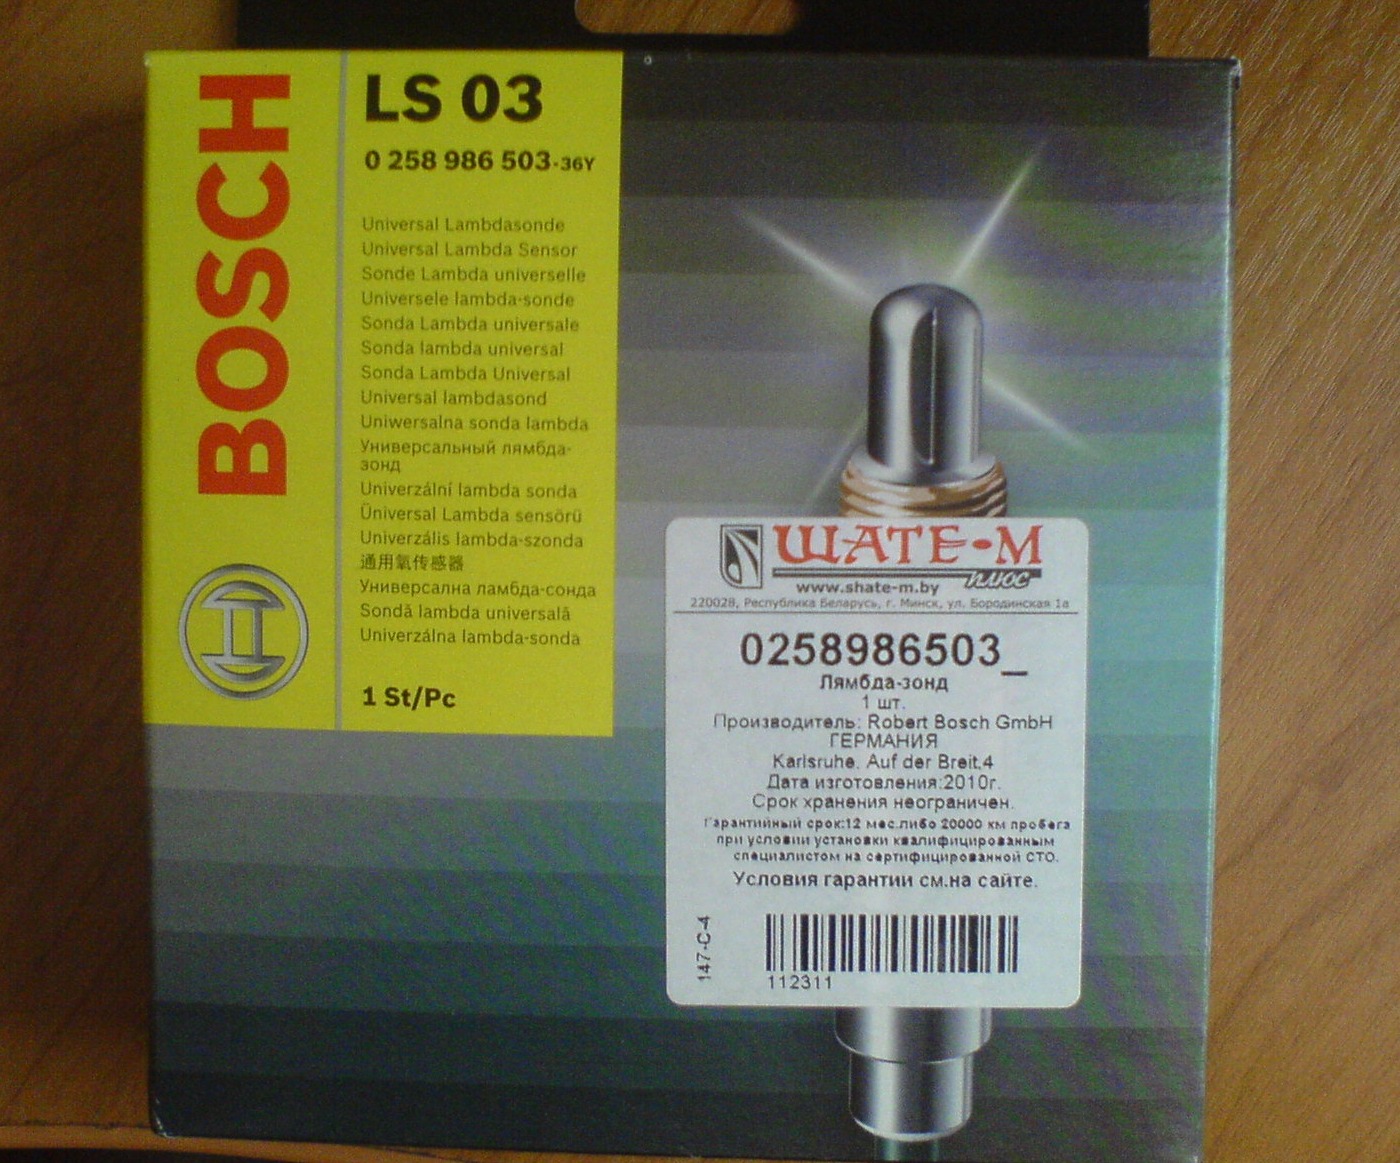 BOSCH
LS 03
0 258 986 503-36Y
Universal Lambdasonde
Universal Lambda Sensor
Sonde Lambda universelle
Universele lambda-sonde
Sonda Lambda universale
Sonda lambda universal
Sonda Lambda Universal
Universal lambdasond
Uniwersalna sonda lambda
Универсальный лямбда-
зонд
Univerzální lambda sonda
Üniversal Lambda sensörü
Univerzális lambda-szonda
通用氧传感器
Универсална ламбда-сонда
Sondă lambda universală
Univerzálna lambda-sonda
1 St/Pc
ШАТЕ-М
плюс
www.shate-m.by
220028, Республика Беларусь, г. Минск, ул. Бородинская 1а
0258986503_
Лямбда-зонд
1 шт.
Производитель: Robert Bosch GmbH
ГЕРМАНИЯ
Karlsruhe. Auf der Breit,4
Дата изготовления:2010г.
Срок хранения неограничен.
Гарантийный срок:12 мес.либо 20000 км пробега
при условии установки квалифицированным
специалистом на сертифицированной СТО.
Условия гарантии см.на сайте.
147-C-4
112311